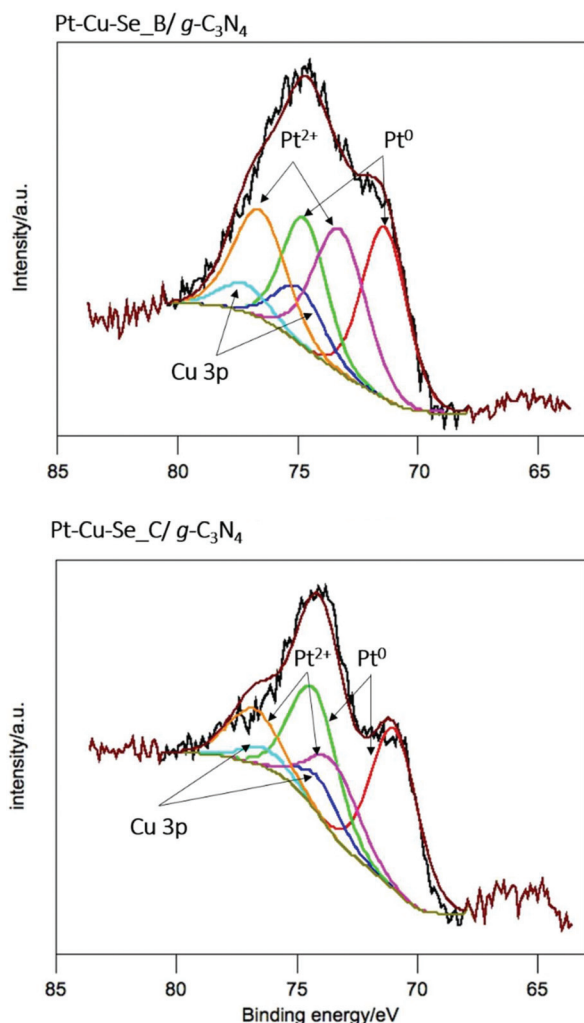 Pt-Cu-Se_B/ g-C₃N₄
Pt²⁺ Pt⁰
Intensity/a.u.
Cu 3p
85 80 75 70 65
Pt-Cu-Se_C/ g-C₃N₄
Pt²⁺ Pt⁰
intensity/a.u.
Cu 3p
85 80 75 70 65
Binding energy/eV